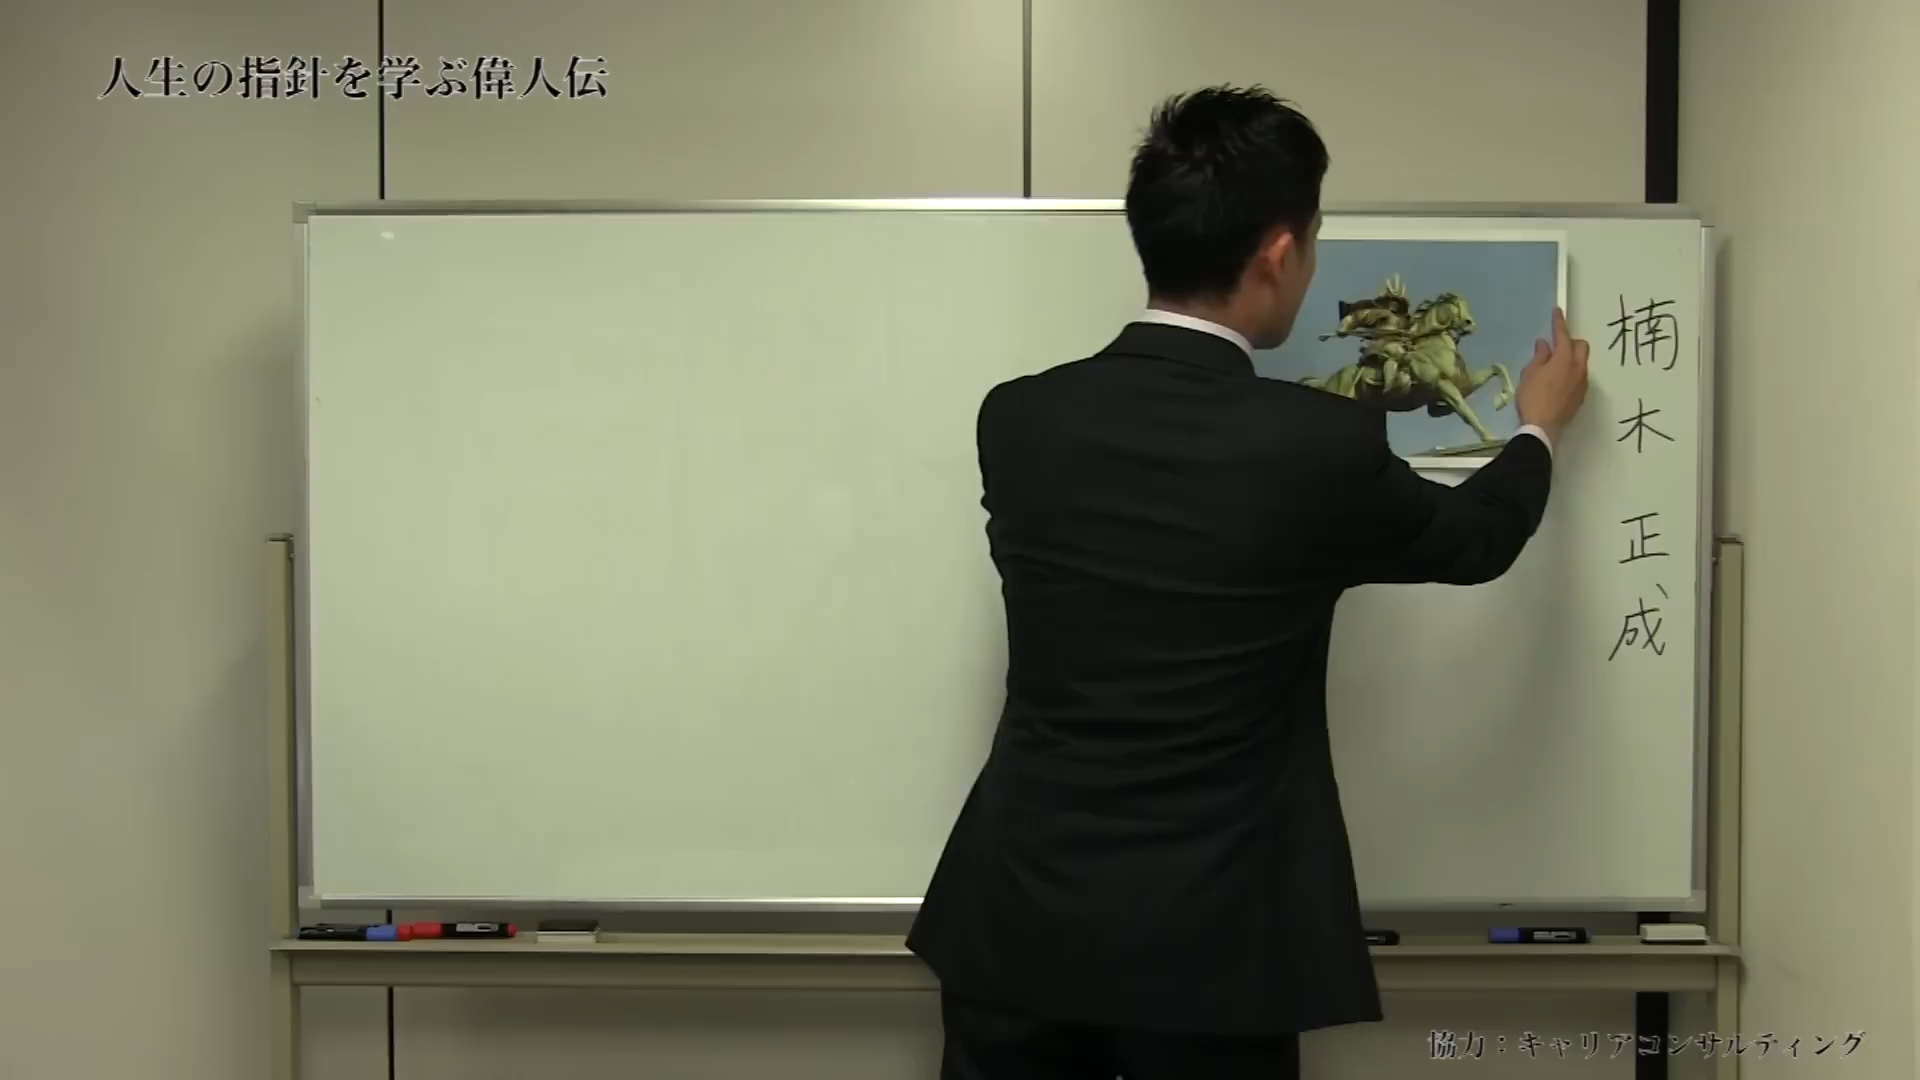 人生の指針を学ぶ偉人伝
楠木正成
協力：キャリアコンサルティング